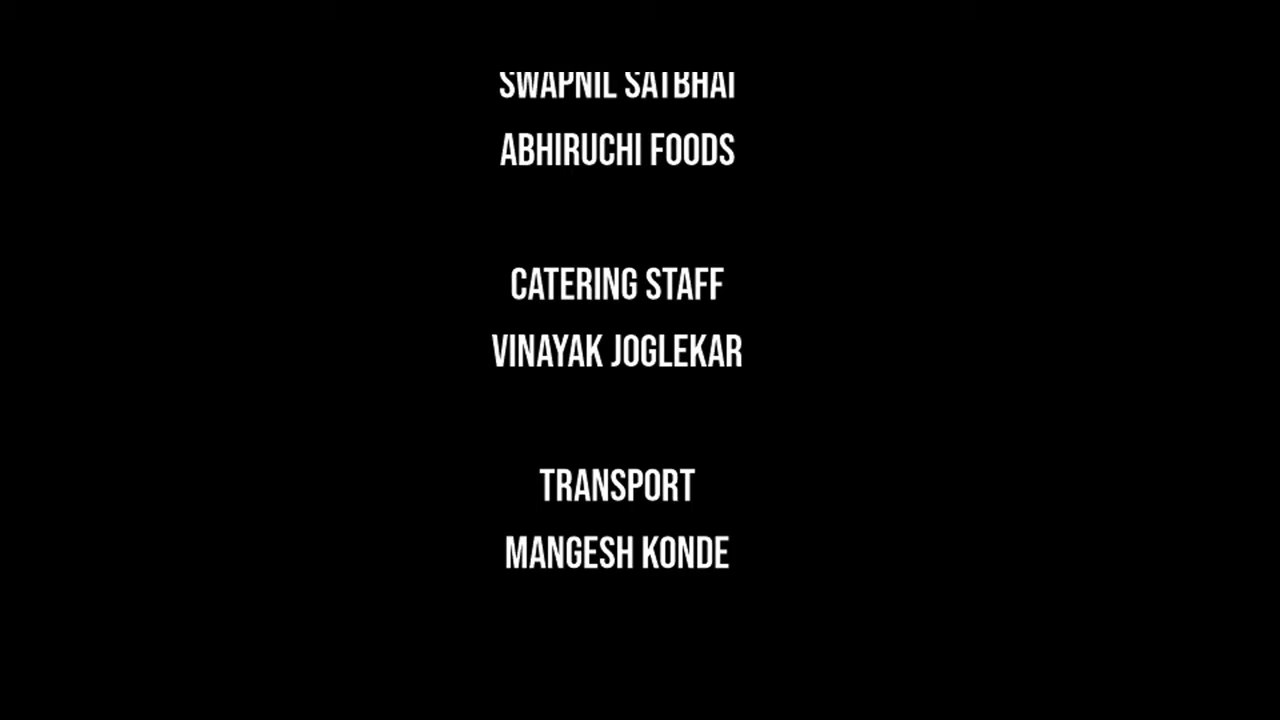 SWAPNIL SATBHAI
ABHIRUCHI FOODS
CATERING STAFF
VINAYAK JOGLEKAR
TRANSPORT
MANGESH KONDE